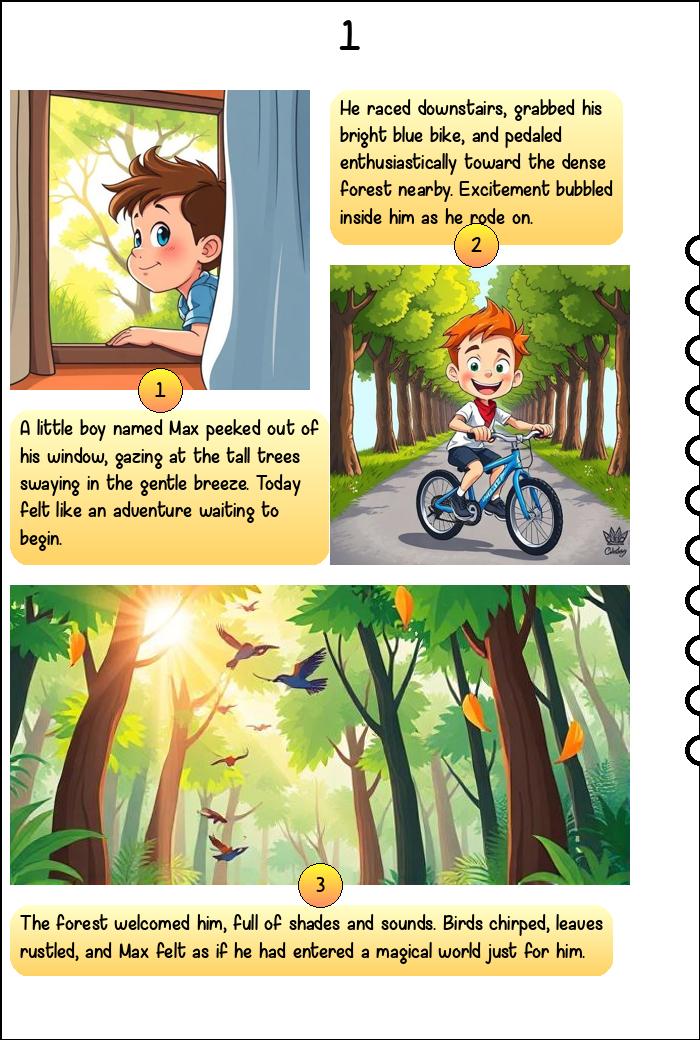 1
A little boy named Max peeked out of
his window, gazing at the tall trees
swaying in the gentle breeze. Today
felt like an adventure waiting to
begin.
1
He raced downstairs, grabbed his
bright blue bike, and pedaled
enthusiastically toward the dense
forest nearby. Excitement bubbled
inside him as he rode on.
2
3
The forest welcomed him, full of shades and sounds. Birds chirped, leaves
rustled, and Max felt as if he had entered a magical world just for him.